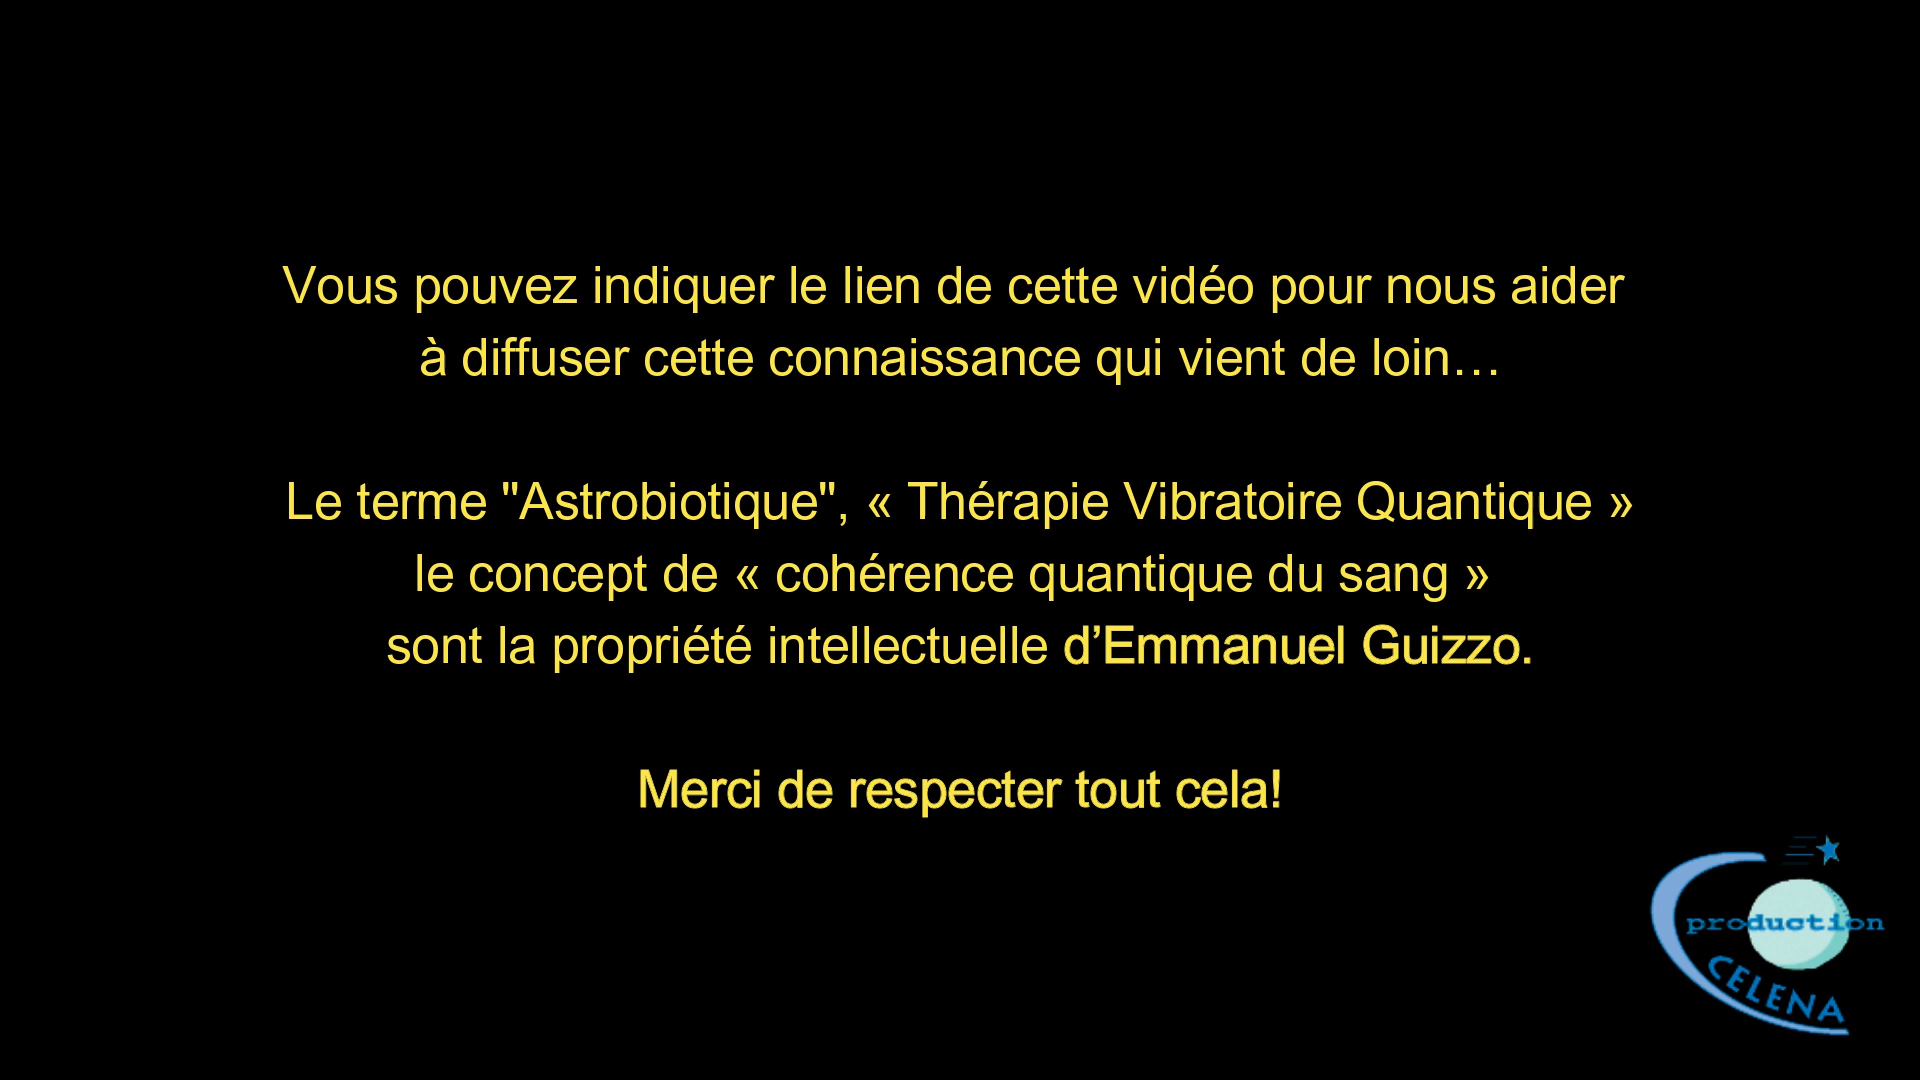 Vous pouvez indiquer le lien de cette vidéo pour nous aider
à diffuser cette connaissance qui vient de loin…
Le terme "Astrobiotique", « Thérapie Vibratoire Quantique »
le concept de « cohérence quantique du sang »
sont la propriété intellectuelle d’Emmanuel Guizzo.
Merci de respecter tout cela!
production
CELENA